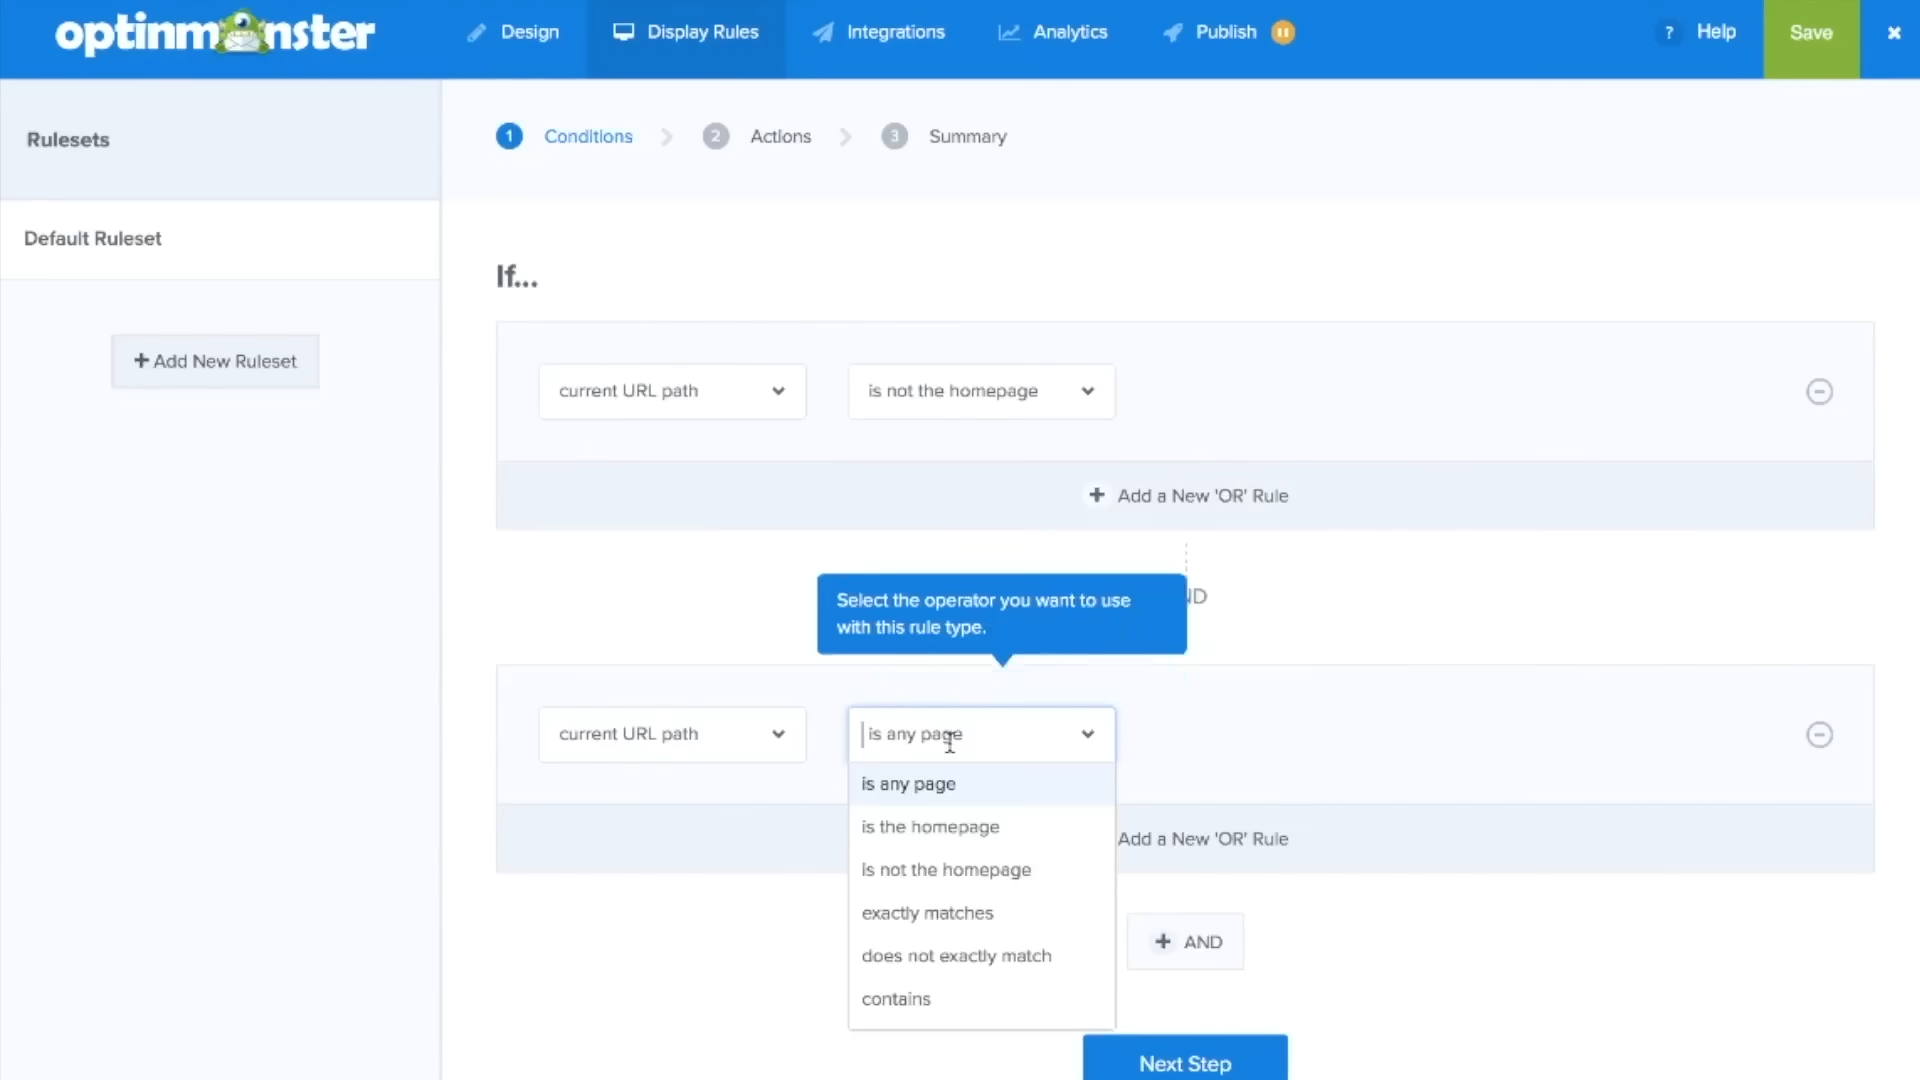 optinmonster
Design
Display Rules
Integrations
Analytics
Publish
? Help
Save
Rulesets
1 Conditions
2 Actions
3 Summary
Default Ruleset
If...
+ Add New Ruleset
current URL path
is not the homepage
+ Add a New 'OR' Rule
Select the operator you want to use
with this rule type.
ND
current URL path
is any page
is any page
is the homepage
Is not the homepage
exactly matches
does not exactly match
contains
Add a New 'OR' Rule
+ AND
Next Step